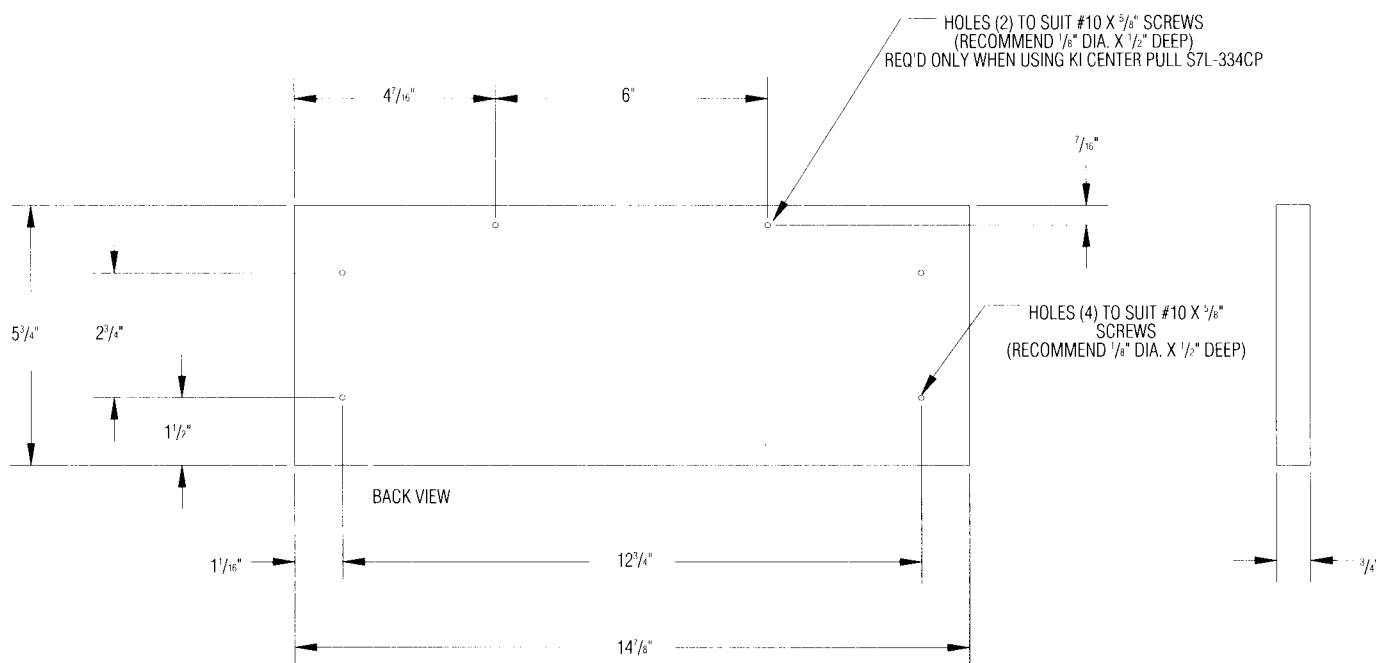 HOLES (2) TO SUIT #10 X 5/8" SCREWS
(RECOMMEND 1/8" DIA. X 1/2" DEEP)
REQ'D ONLY WHEN USING KI CENTER PULL S7L-334CP
4 7/16"
6"
7/16"
5 3/4"
2 3/4"
HOLES (4) TO SUIT #10 X 5/8"
SCREWS
(RECOMMEND 1/8" DIA. X 1/2" DEEP)
1 1/2"
BACK VIEW
1 1/16"
12 3/4"
3/4"
14 7/8"